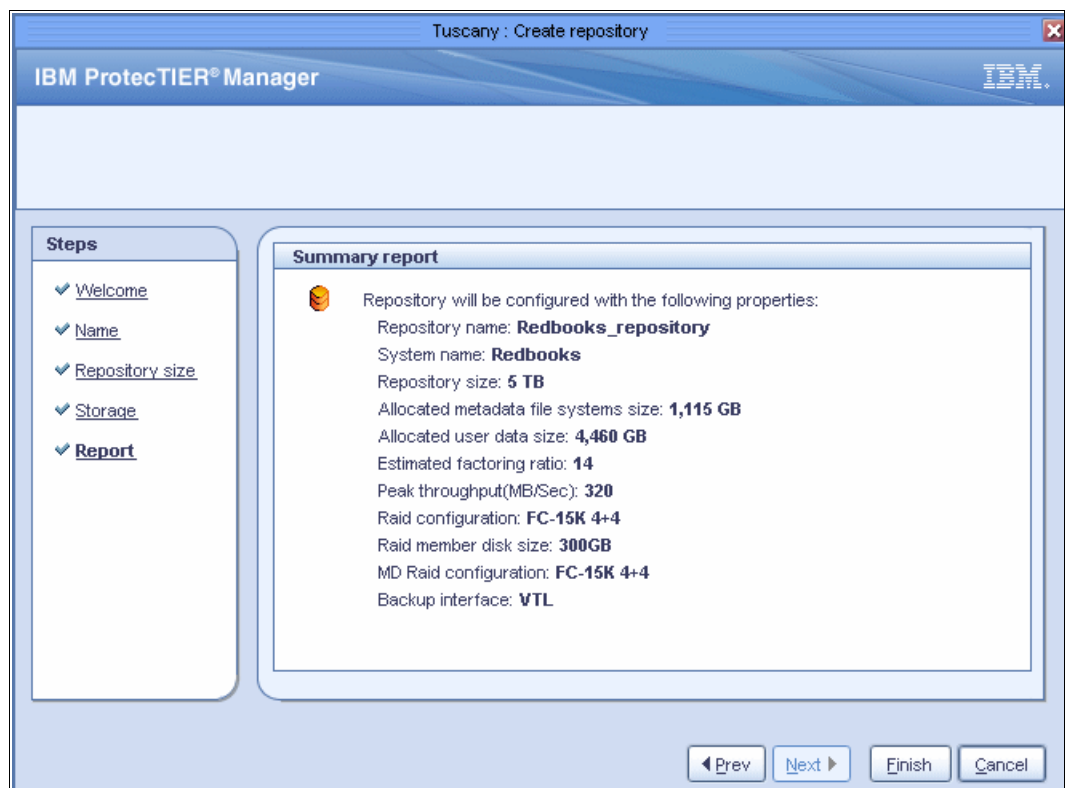 Tuscany : Create repository
IBM ProtecTIER® Manager
IBM.
Steps
Welcome
Name
Repository size
Storage
Report
Summary report
Repository will be configured with the following properties:
Repository name: Redbooks_repository
System name: Redbooks
Repository size: 5 TB
Allocated metadata file systems size: 1,115 GB
Allocated user data size: 4,460 GB
Estimated factoring ratio: 14
Peak throughput(MB/Sec): 320
Raid configuration: FC-15K 4+4
Raid member disk size: 300GB
MD Raid configuration: FC-15K 4+4
Backup interface: VTL
Prev Next Finish Cancel